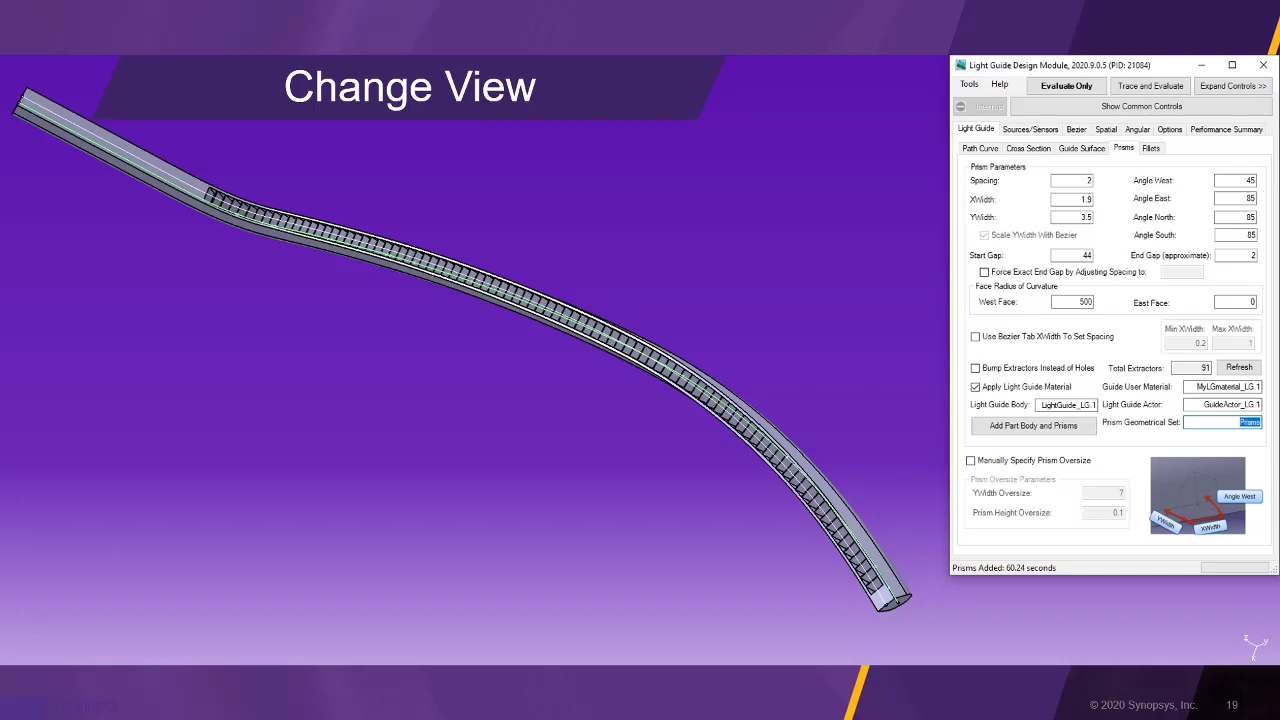 Change View
Light Guide Design Module, 2020.9.0.5 (PID: 21084)
Tools Help Evaluate Only Trace and Evaluate Expand Controls >>
Interrupt Show Common Controls
Light Guide Sources/Sensors Bezier Spatial Angular Options Performance Summary
Path Curve Cross Section Guide Surface Prisms Fillets
Prism Parameters
Spacing: 2 Angle West: 45
XWidth: 1.9 Angle East: 85
YWidth: 3.5 Angle North: 85
Scale YWidth With Bezier Angle South: 85
Start Gap: 44 End Gap (approximate): 2
Force Exact End Gap by Adjusting Spacing to:
Face Radius of Curvature
West Face: 500 East Face: 0
Min XWidth: Max XWidth:
Use Bezier Tab XWidth To Set Spacing 0.2 1
Bump Extractors Instead of Holes Total Extractors: 91 Refresh
Apply Light Guide Material Guide User Material: MyLGmaterial_LG.1
Light Guide Body: LightGuide_LG.1 Light Guide Actor: GuideActor_LG.1
Add Part Body and Prisms Prism Geometrical Set: Prisms
Manually Specify Prism Oversize
Prism Oversize Parameters
YWidth Oversize: 7
Prism Height Oversize: 0.1
Angle West
YWidth XWidth
Prisms Added: 60.24 seconds
z y
x
© 2020 Synopsys, Inc. 19